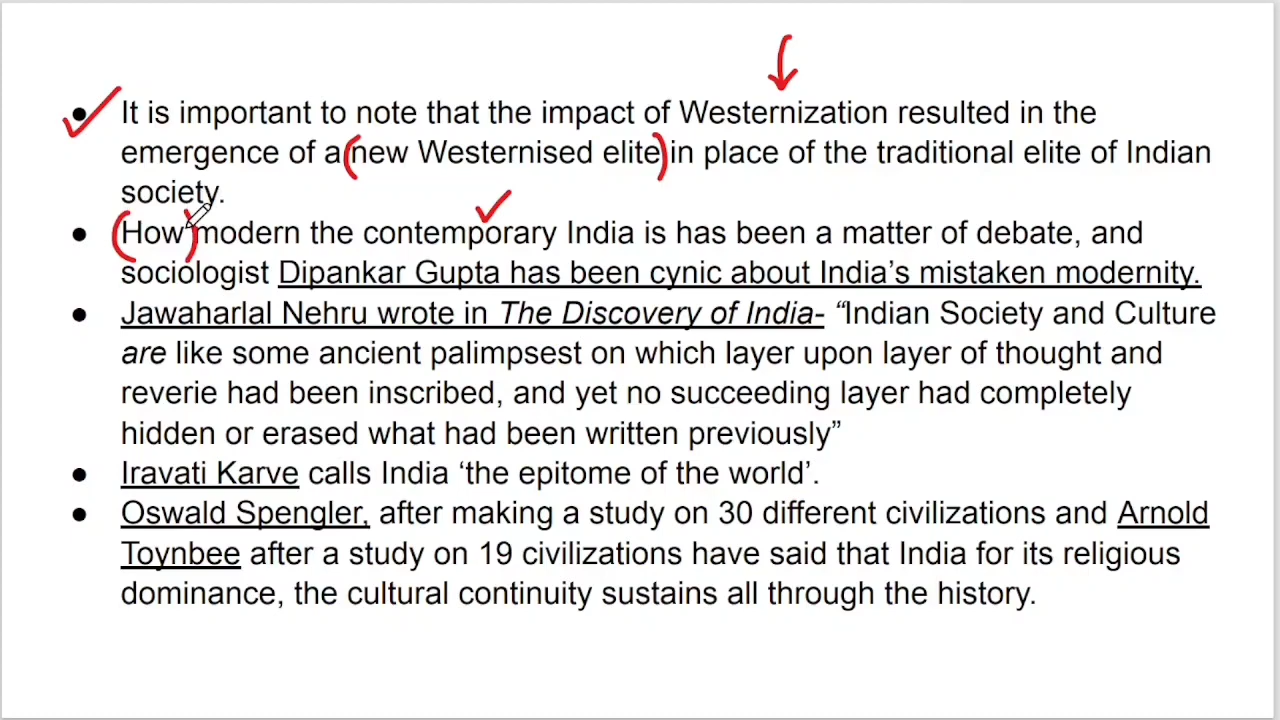 ● It is important to note that the impact of Westernization resulted in the
emergence of a new Westernised elite in place of the traditional elite of Indian
society.
● How modern the contemporary India is has been a matter of debate, and
sociologist Dipankar Gupta has been cynic about India's mistaken modernity.
● Jawaharlal Nehru wrote in The Discovery of India- “Indian Society and Culture
are like some ancient palimpsest on which layer upon layer of thought and
reverie had been inscribed, and yet no succeeding layer had completely
hidden or erased what had been written previously”
● Iravati Karve calls India ‘the epitome of the world’.
● Oswald Spengler, after making a study on 30 different civilizations and Arnold
Toynbee after a study on 19 civilizations have said that India for its religious
dominance, the cultural continuity sustains all through the history.